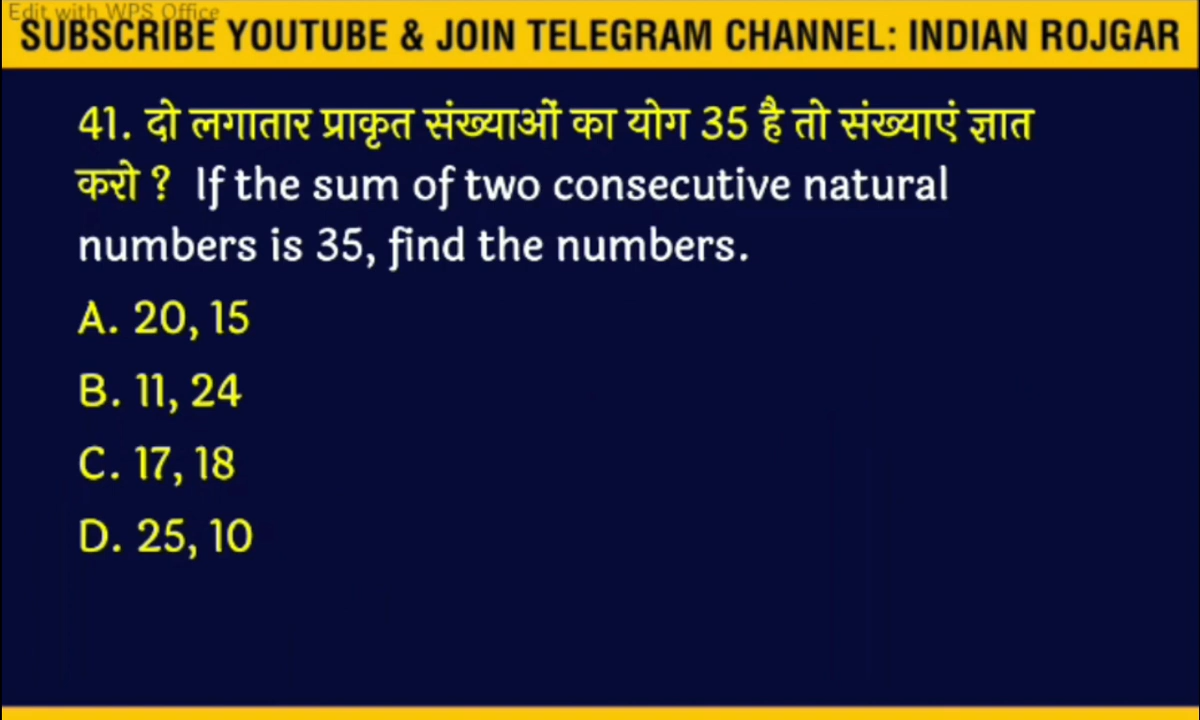 Edit with WPS Office
SUBSCRIBE YOUTUBE & JOIN TELEGRAM CHANNEL: INDIAN ROJGAR
41. दो लगातार प्राकृत संख्याओं का योग 35 है तो संख्याएं ज्ञात
करो ? If the sum of two consecutive natural
numbers is 35, find the numbers.
A. 20, 15
B. 11, 24
C. 17, 18
D. 25, 10